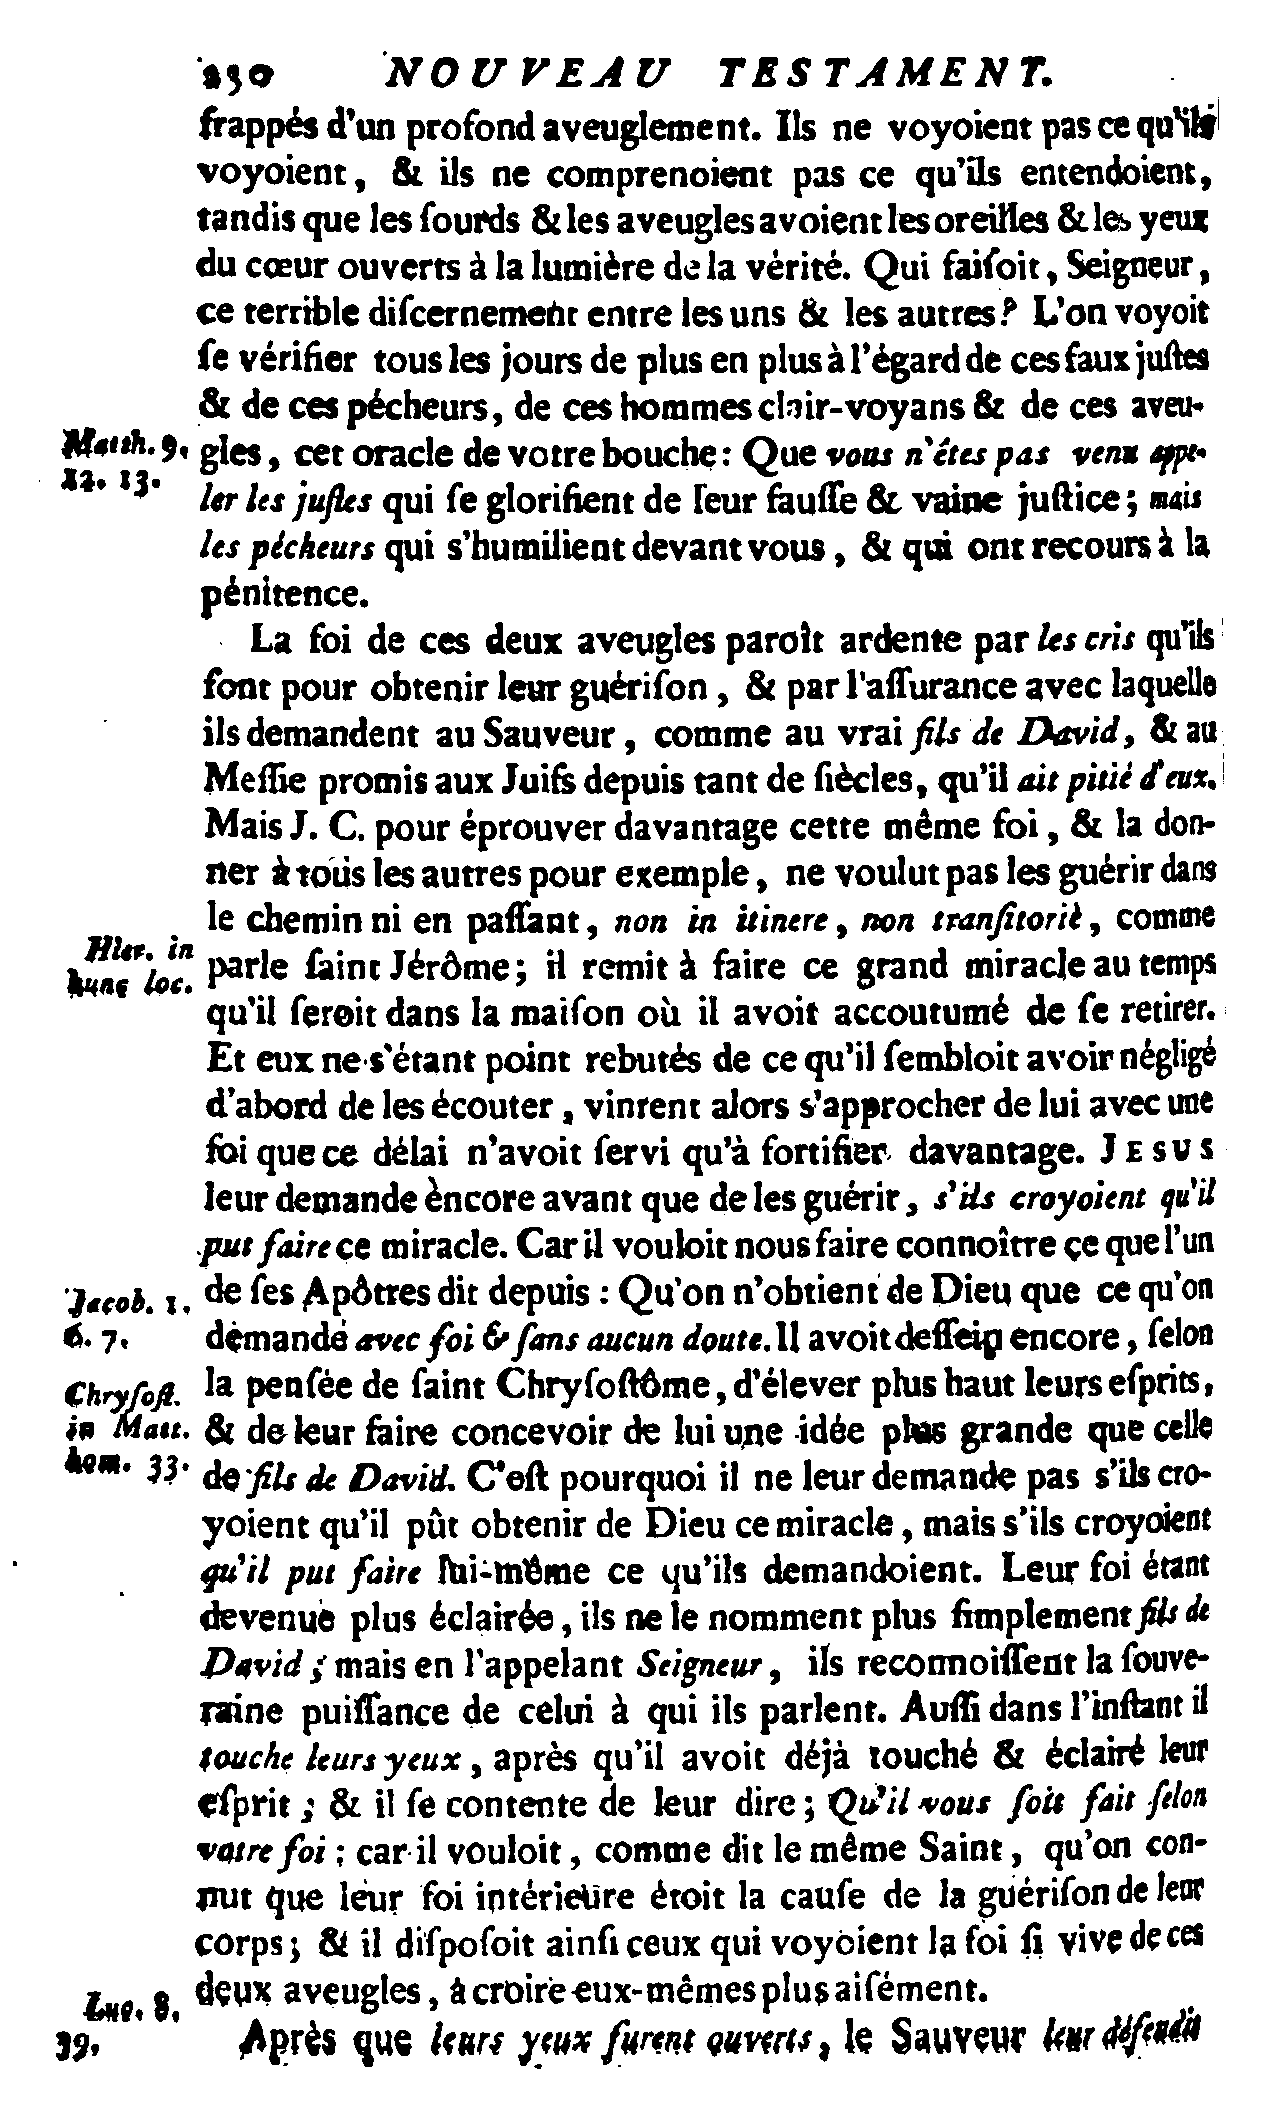 230 NOUVEAU TESTAMENT.
frappés d'un profond aveuglement. Ils ne voyoient pas ce qu'ils
voyoient, & ils ne comprenoient pas ce qu'ils entendoient,
tandis que les ſourds & les aveugles avoient les oreilles & les yeux
du cœur ouverts à la lumière de la vérité. Qui faiſoit, Seigneur,
ce terrible diſcernement entre les uns & les autres? L'on voyoit
ſe vérifier tous les jours de plus en plus à l'égard de ces faux juſtes
& de ces pécheurs, de ces hommes clair-voyans & de ces aveu-
Matth. 9. gles, cet oracle de votre bouche: Que vous n'êtes pas venu appe-
12. 13. ler les juſtes qui ſe glorifient de leur fauſſe & vaine juſtice; mais
les pécheurs qui s'humilient devant vous, & qui ont recours à la
pénitence.
La foi de ces deux aveugles paroît ardente par les cris qu'ils
font pour obtenir leur guériſon, & par l'aſſurance avec laquelle
ils demandent au Sauveur, comme au vrai fils de David, & au
Meſſie promis aux Juifs depuis tant de ſiècles, qu'il ait pitié d'eux.
Mais J. C. pour éprouver davantage cette même foi, & la don-
ner à tous les autres pour exemple, ne voulut pas les guérir dans
le chemin ni en paſſant, non in itinere, non tranſitoriè, comme
Hier. in parle ſaint Jérôme; il remit à faire ce grand miracle au temps
hunc loc. qu'il ſeroit dans la maiſon où il avoit accoutumé de ſe retirer.
Et eux ne s'étant point rebutés de ce qu'il ſembloit avoir négligé
d'abord de les écouter, vinrent alors s'approcher de lui avec une
foi que ce délai n'avoit ſervi qu'à fortifier davantage. JESUS
leur demande èncore avant que de les guérir, s'ils croyoient qu'il
put faire ce miracle. Car il vouloit nous faire connoître ce que l'un
Jacob. 1. de ſes Apôtres dit depuis : Qu'on n'obtient de Dieu que ce qu'on
6. 7. demande avec foi & ſans aucun doute. Il avoit deſſein encore, ſelon
Chryſoſt. la penſée de ſaint Chryſoſtôme, d'élever plus haut leurs eſprits,
in Matt. & de leur faire concevoir de lui une idée plus grande que celle
hom. 33. de fils de David. C'eſt pourquoi il ne leur demande pas s'ils cro-
yoient qu'il pût obtenir de Dieu ce miracle, mais s'ils croyoient
qu'il put faire lui-même ce qu'ils demandoient. Leur foi étant
devenue plus éclairée, ils ne le nomment plus ſimplement fils de
David; mais en l'appelant Seigneur, ils reconnoiſſent la ſouve-
raine puiſſance de celui à qui ils parlent. Auſſi dans l'inſtant il
touche leurs yeux, après qu'il avoit déjà touché & éclairé leur
eſprit; & il ſe contente de leur dire; Qu'il vous ſoit fait ſelon
votre foi : car il vouloit, comme dit le même Saint, qu'on con-
nut que leur foi intérieure étoit la cauſe de la guériſon de leur
corps; & il diſpoſoit ainſi ceux qui voyoient la foi ſi vive de ces
deux aveugles, à croire eux-mêmes plus aiſément.
Luc. 8. Après que leurs yeux furent ouverts, le Sauveur leur défendit
39.